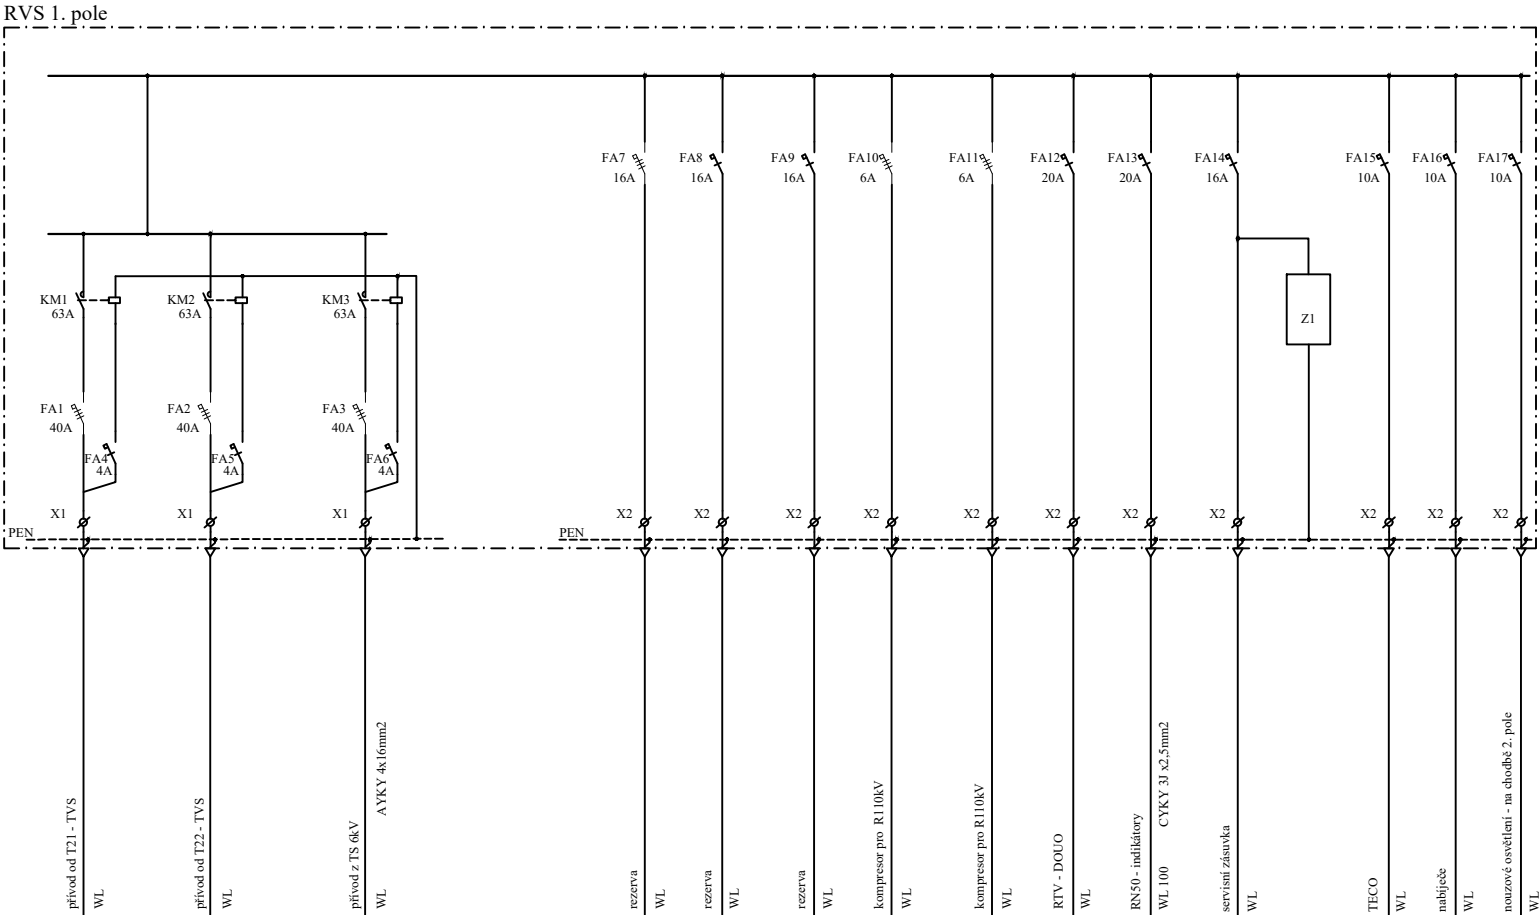 RVS 1. pole
FA7
16A
FA8
16A
FA9
16A
FA10
6A
FA11
6A
FA12
20A
FA13
20A
FA14
16A
FA15
10A
FA16
10A
FA17
10A
KM1
63A
KM2
63A
KM3
63A
Z1
FA1
40A
FA2
40A
FA3
40A
FA4
4A
FA5
4A
FA6
4A
X1
X1
X1
X2
X2
X2
X2
X2
X2
X2
X2
X2
X2
X2
PEN
PEN
přívod od T21 - TVS
WL
přívod od T22 - TVS
WL
přívod z TS 6kV
WL
AYKY 4x16mm2
rezerva
WL
rezerva
WL
rezerva
WL
kompresor pro R110kV
WL
kompresor pro R110kV
WL
RTV - DOUO
WL
RN50 - indikátory
WL 100 CYKY 3J x2,5mm2
servisní zásuvka
WL
TECO
WL
nabíječe
WL
nouzové osvětlení - na chodbě 2. pole
WL